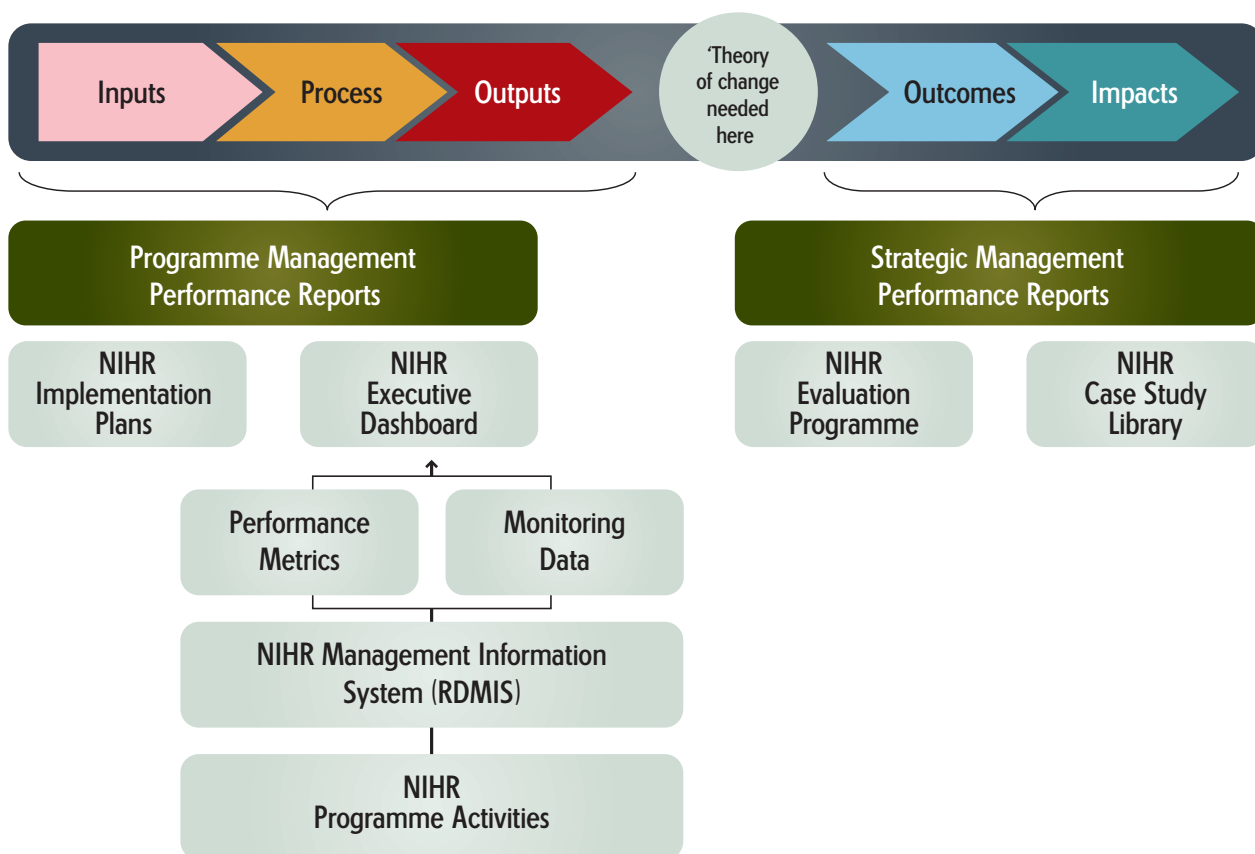 Inputs
Process
Outputs
‘Theory
of change
needed
here
Outcomes
Impacts
Programme Management
Performance Reports
Strategic Management
Performance Reports
NIHR
Implementation
Plans
NIHR
Executive
Dashboard
NIHR
Evaluation
Programme
NIHR
Case Study
Library
Performance
Metrics
Monitoring
Data
NIHR Management Information
System (RDMIS)
NIHR
Programme Activities